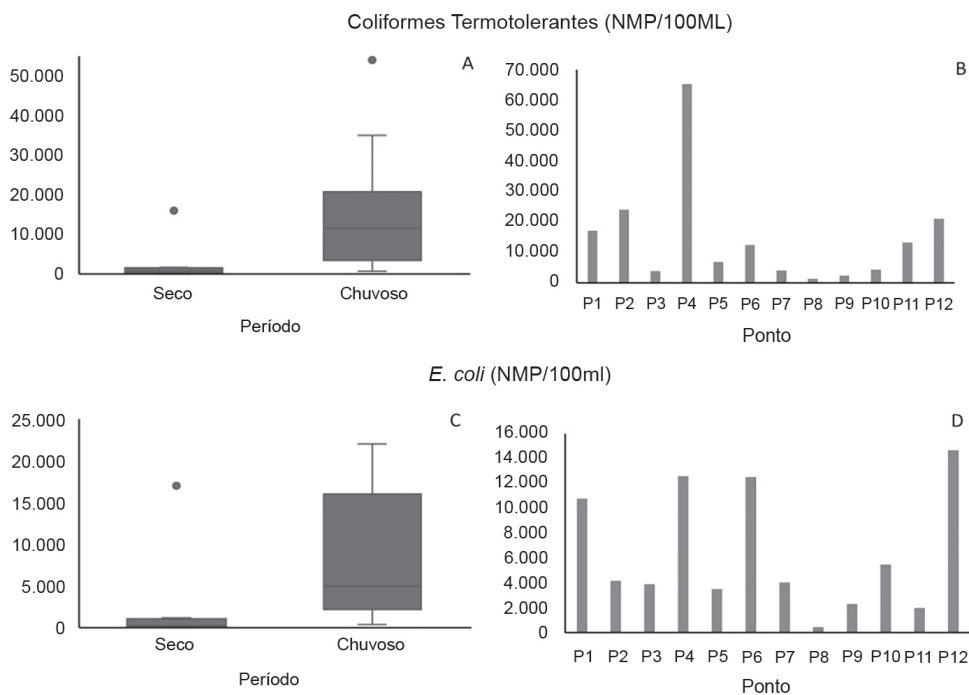 Coliformes Termotolerantes (NMP/100ML)
A
50.000
40.000
30.000
20.000
10.000
0
Seco
Chuvoso
Período
B
70.000
60.000
50.000
40.000
30.000
20.000
10.000
0
P1 P2 P3 P4 P5 P6 P7 P8 P9 P10 P11 P12
Ponto
E. coli (NMP/100ml)
C
25.000
20.000
15.000
10.000
5.000
0
Seco
Chuvoso
Período
D
16.000
14.000
12.000
10.000
8.000
6.000
4.000
2.000
0
P1 P2 P3 P4 P5 P6 P7 P8 P9 P10 P11 P12
Ponto